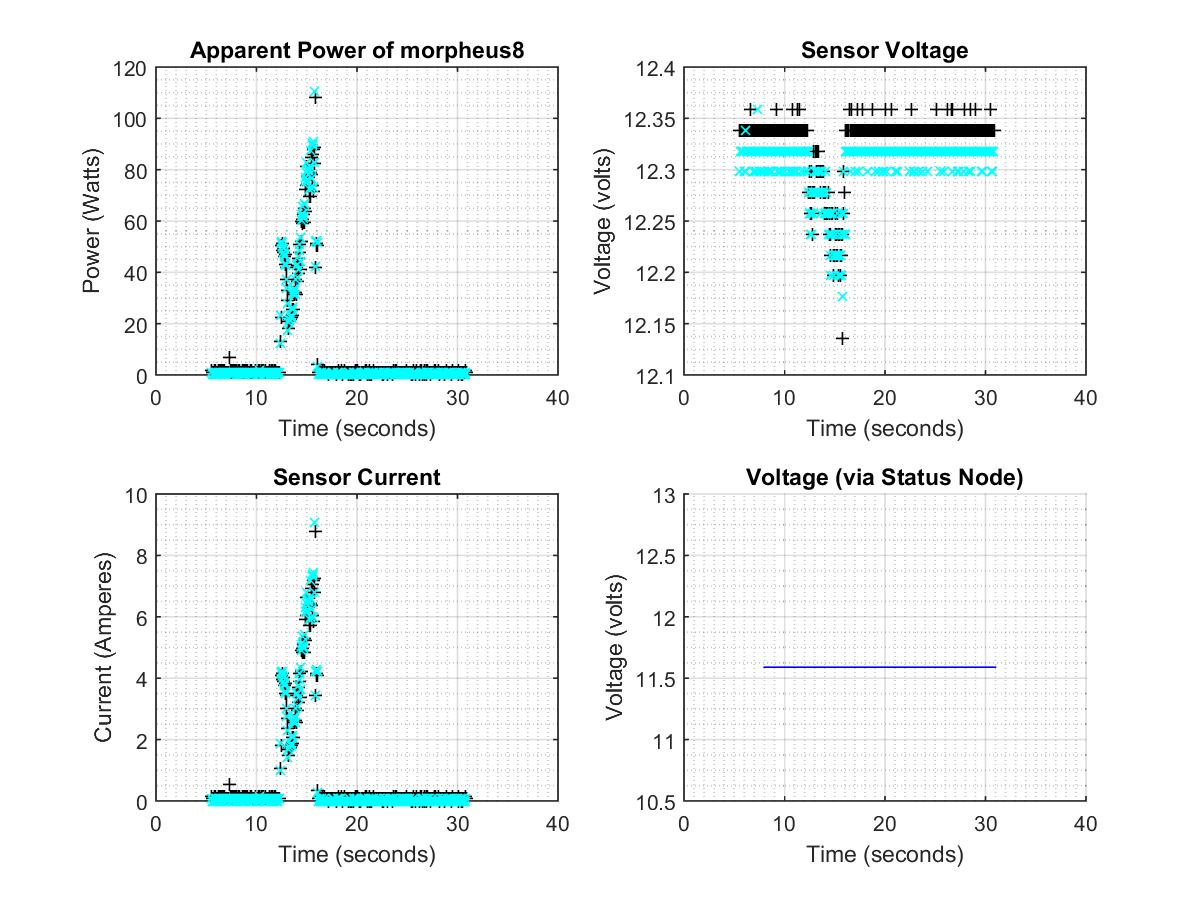 Apparent Power of morpheus8
120
100
80
60
40
20
0
Power (Watts)
0 10 20 30 40
Time (seconds)
Sensor Voltage
12.4
12.35
12.3
12.25
12.2
12.15
12.1
Voltage (volts)
0 10 20 30 40
Time (seconds)
Sensor Current
10
8
6
4
2
0
Current (Amperes)
0 10 20 30 40
Time (seconds)
Voltage (via Status Node)
13
12.5
12
11.5
11
10.5
Voltage (volts)
0 10 20 30 40
Time (seconds)